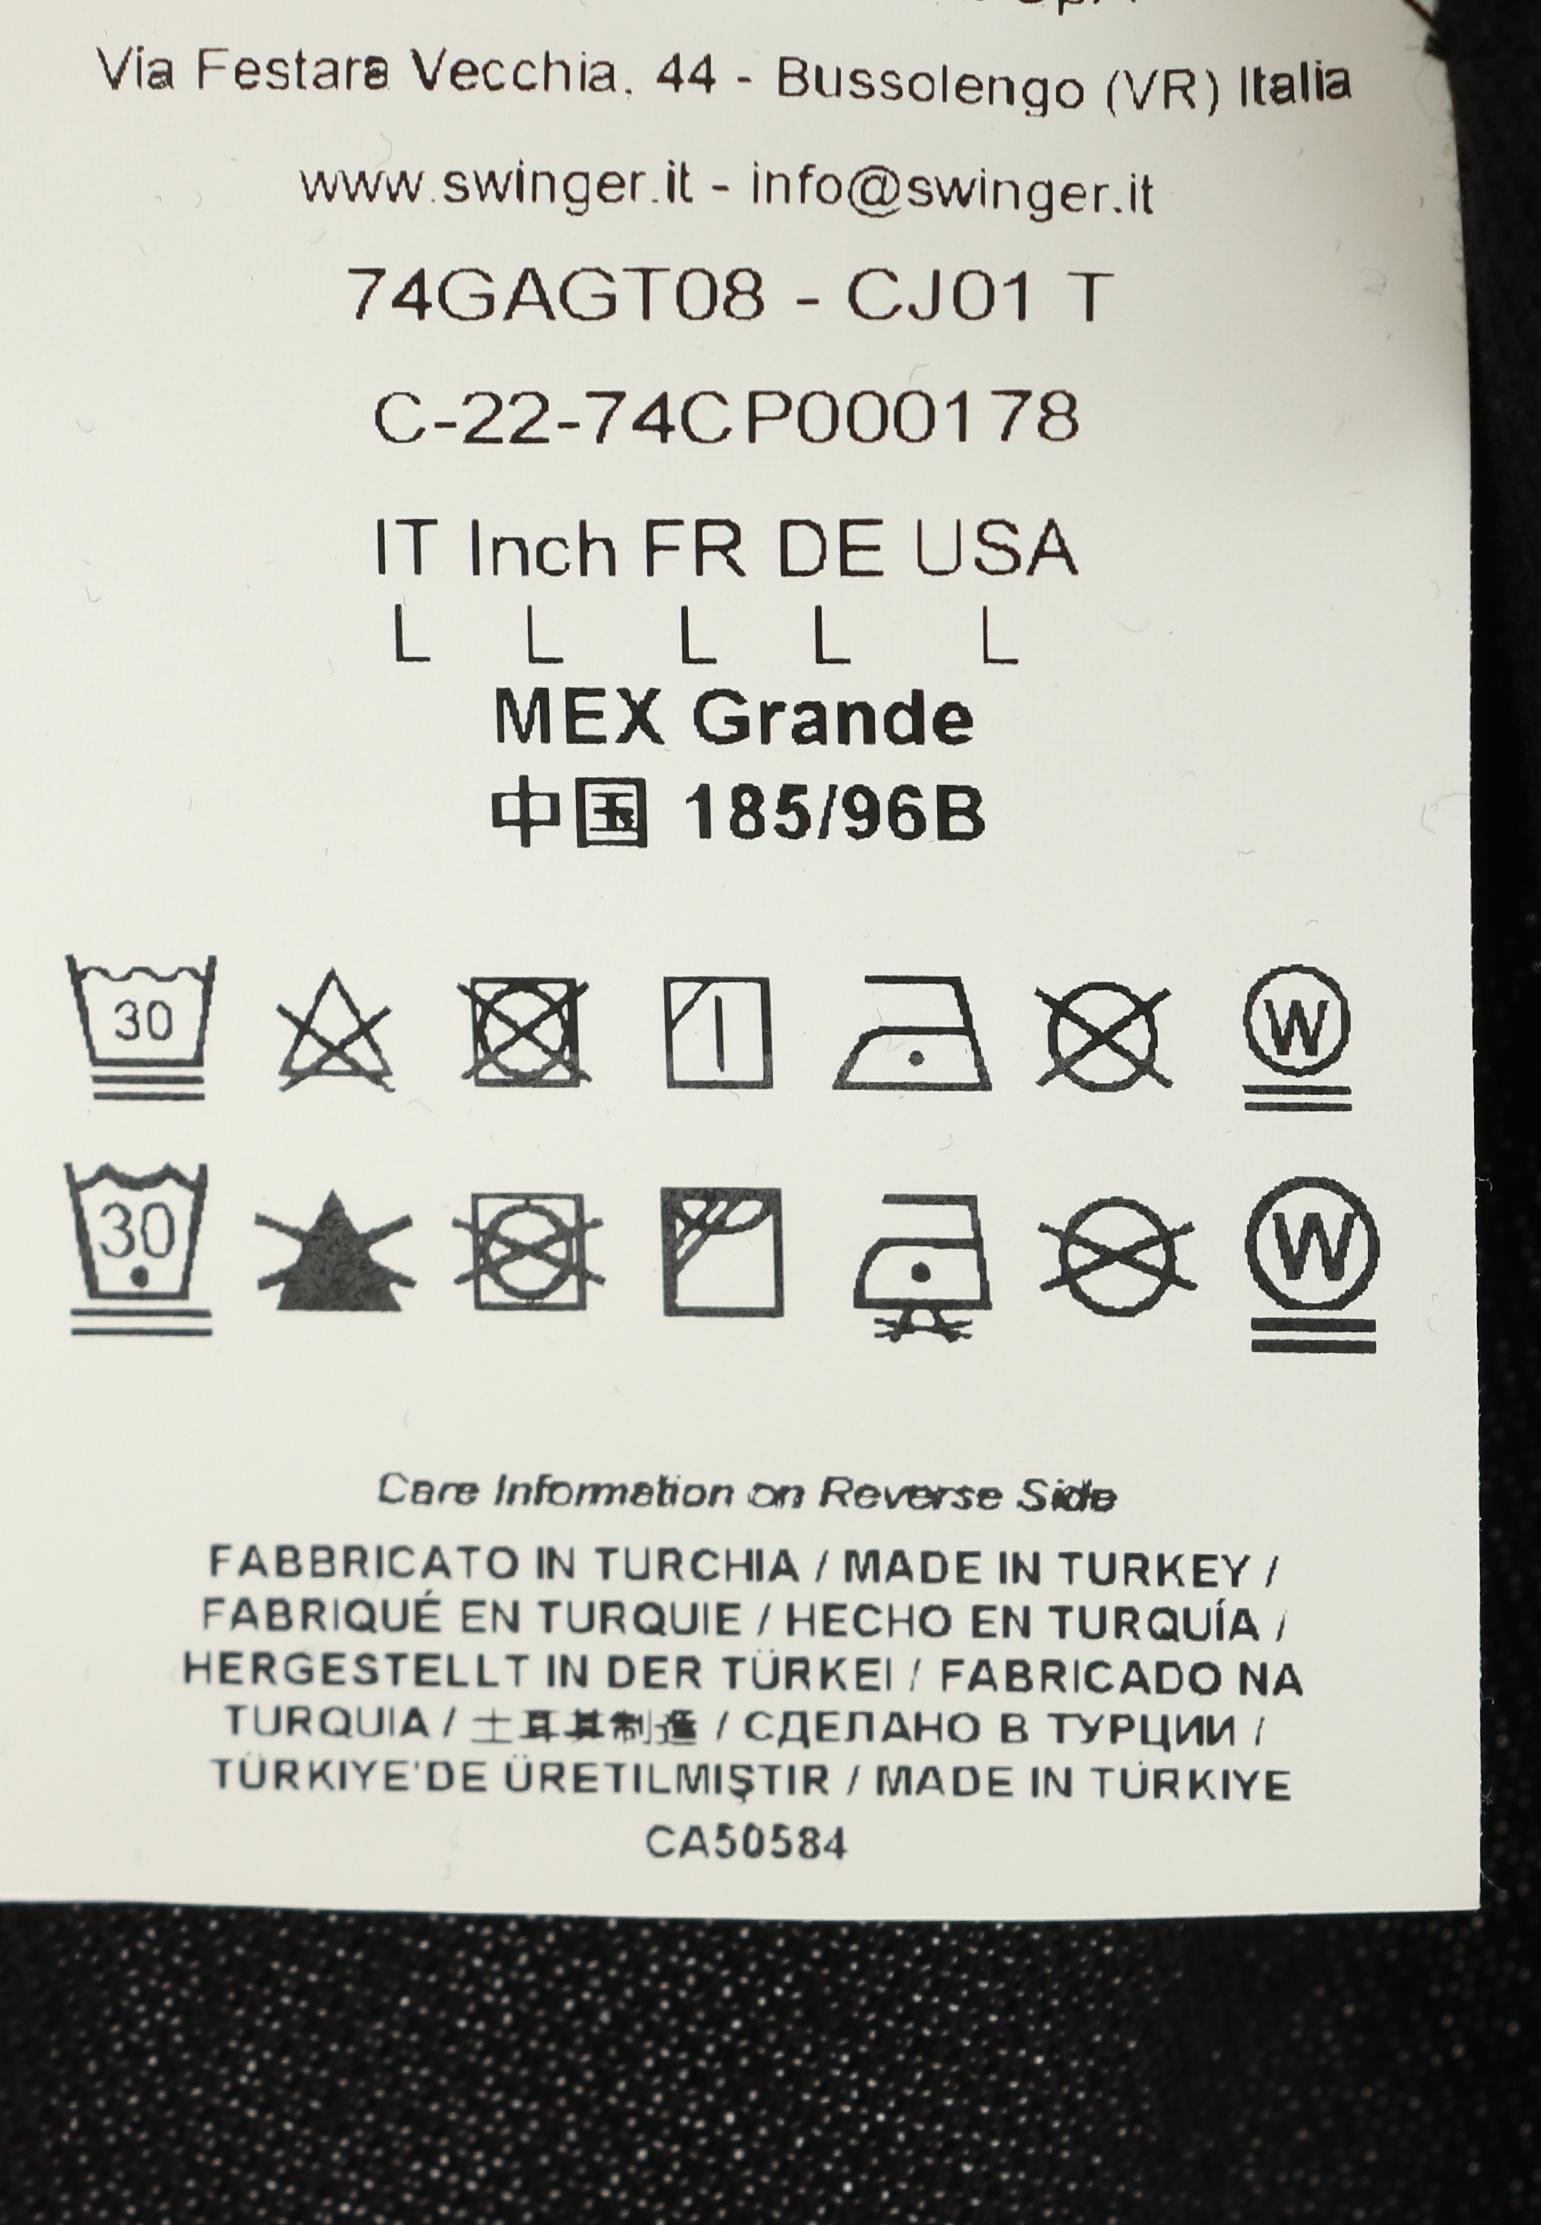 Via Festara Vecchia, 44 - Bussolengo (VR) Italia
www.swinger.it - info@swinger.it
74GAGT08 - CJ01 T
C-22-74CP000178
IT Inch FR DE USA
L L L L L
MEX Grande
中国 185/96B
30 W
30 W
Care Information on Reverse Side
FABBRICATO IN TURCHIA / MADE IN TURKEY /
FABRIQUÉ EN TURQUIE / HECHO EN TURQUÍA /
HERGESTELLT IN DER TÜRKEI / FABRICADO NA
TURQUIA / 土耳其制造 / СДЕЛАНО В ТУРЦИИ /
TÜRKIYE'DE ÜRETILMIŞTIR / MADE IN TÜRKIYE
CA50584